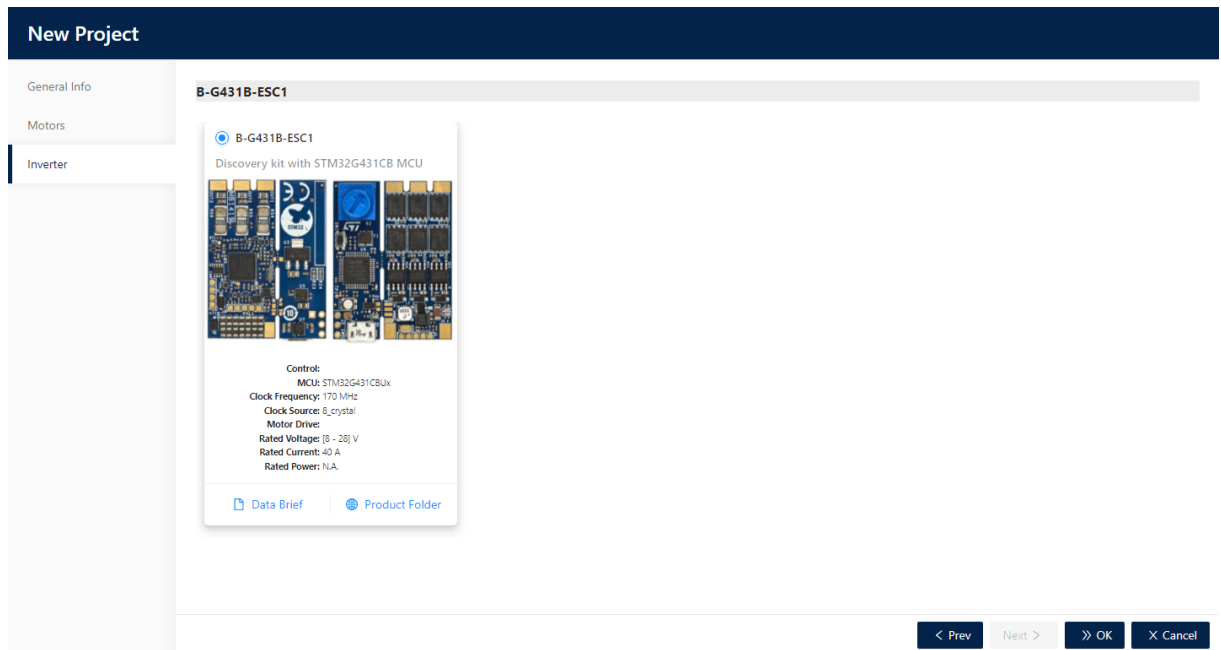 New Project
General Info
Motors
Inverter
B-G431B-ESC1
B-G431B-ESC1
Discovery kit with STM32G431CB MCU
Control:
MCU: STM32G431CBUx
Clock Frequency: 170 MHz
Clock Source: 8_crystal
Motor Drive:
Rated Voltage: [8 - 28] V
Rated Current: 40 A
Rated Power: N.A.
Data Brief
Product Folder
< Prev
Next >
OK
X Cancel